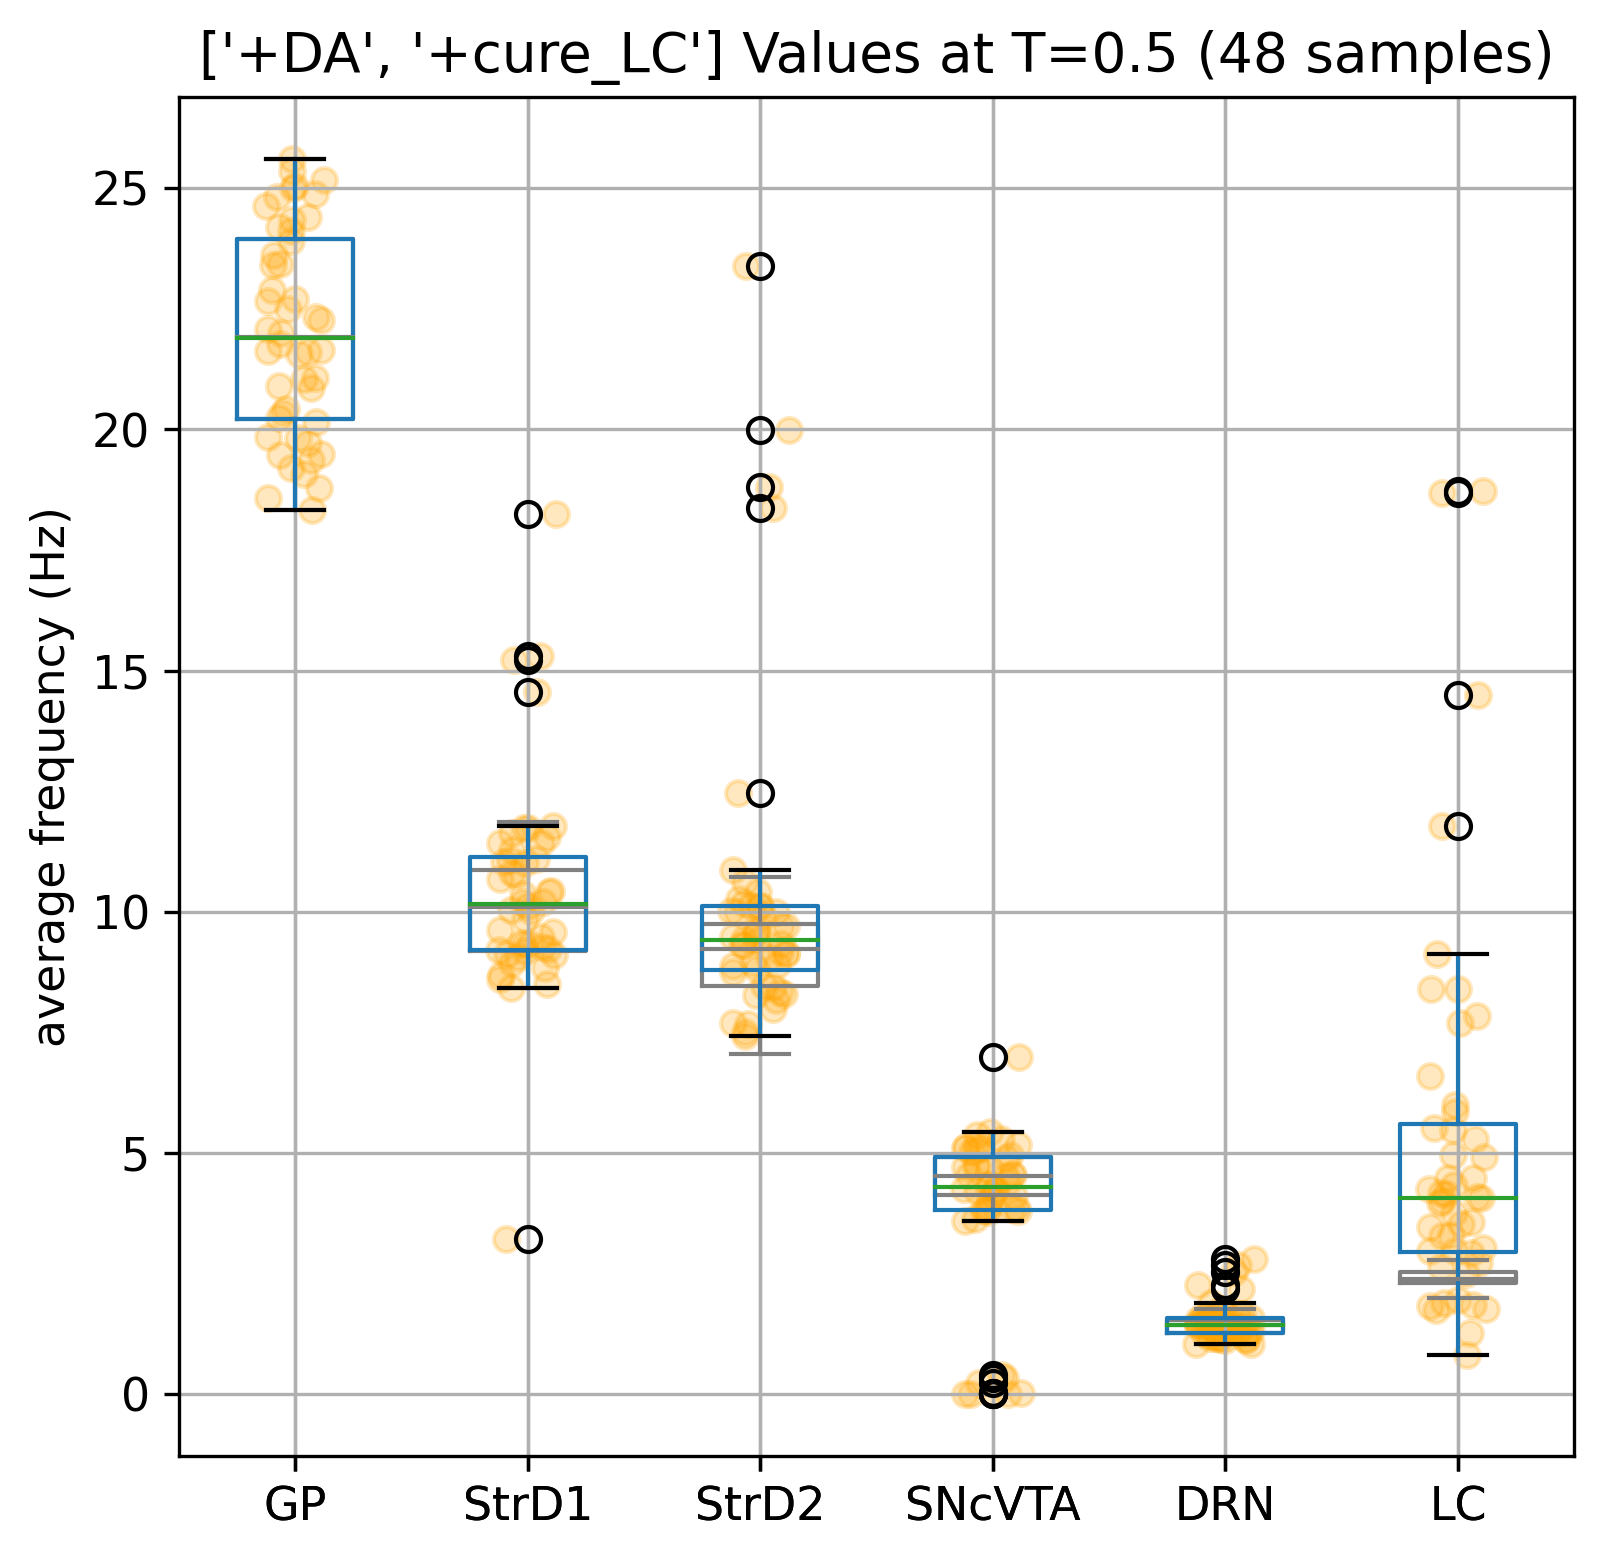 ['+DA', '+cure_LC'] Values at T=0.5 (48 samples)
average frequency (Hz)
25
20
15
10
5
0
GP StrD1 StrD2 SNcVTA DRN LC